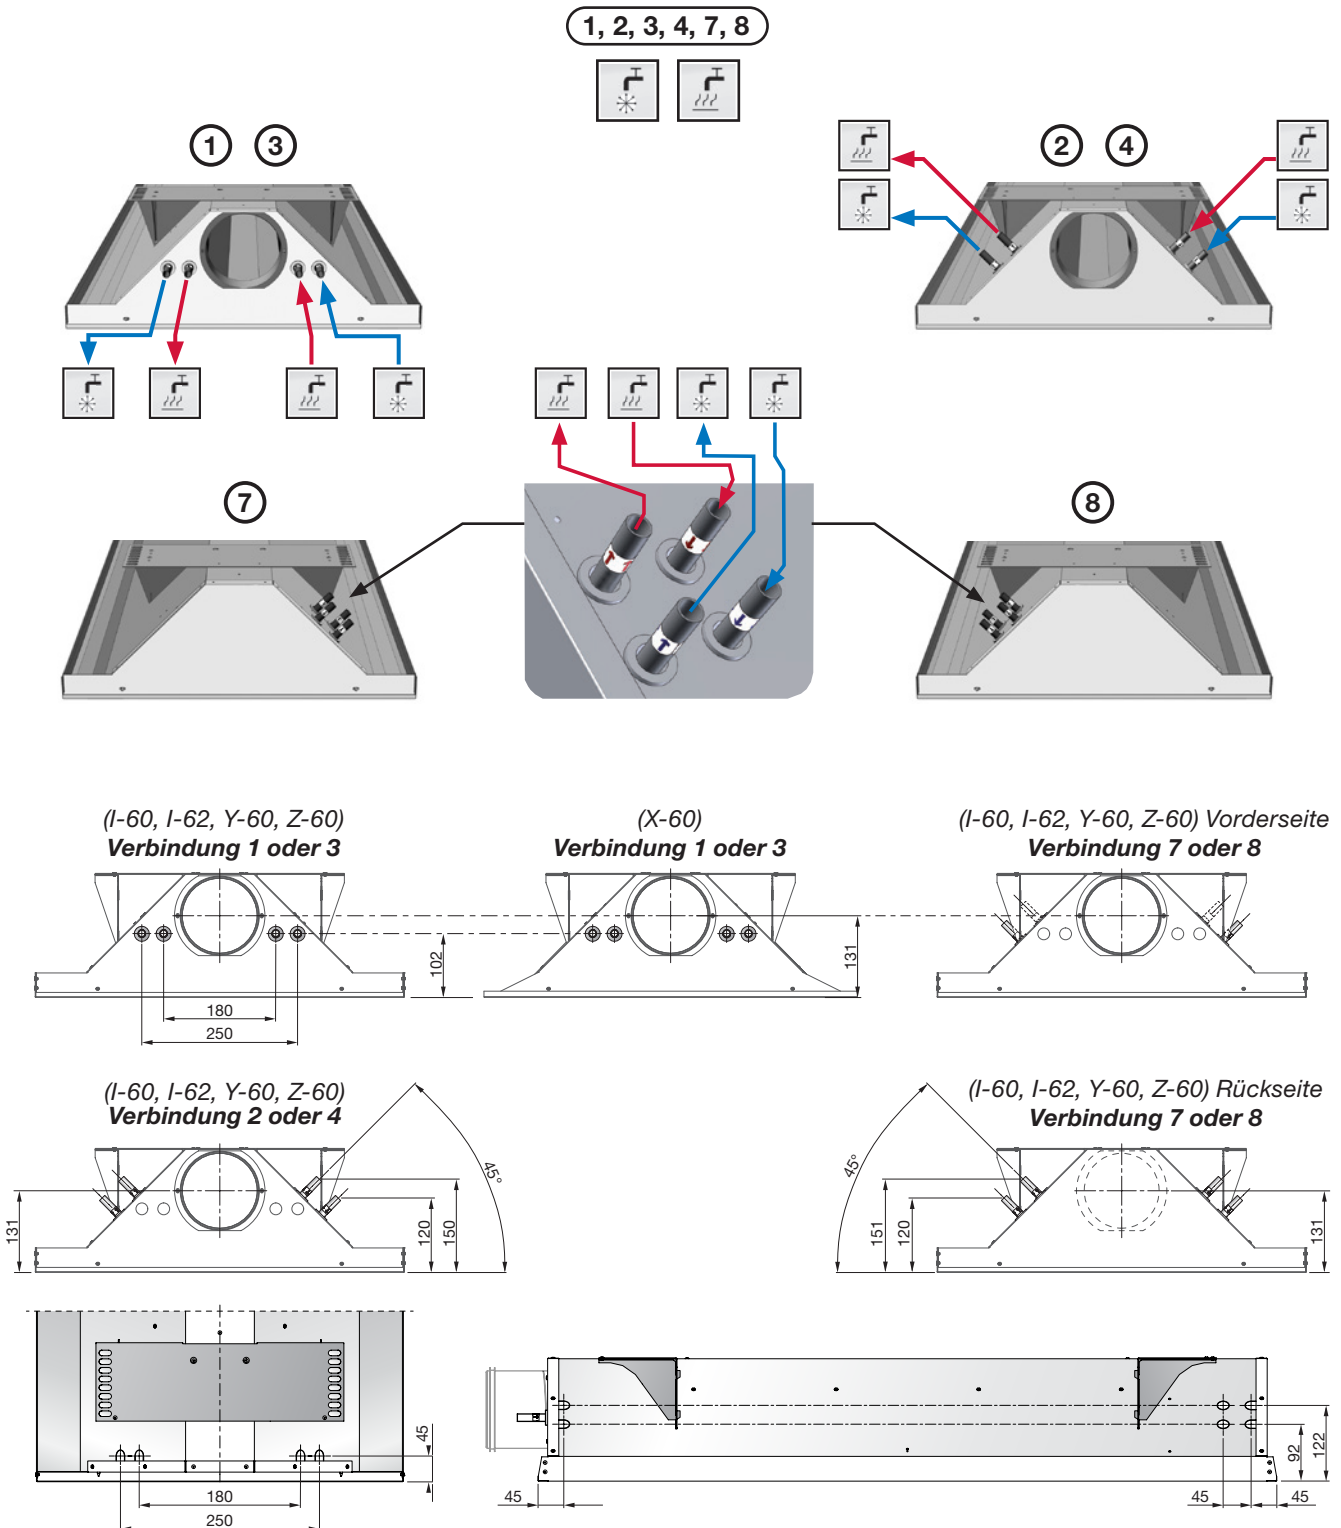 1, 2, 3, 4, 7, 8
1 3
2 4
7
8
(I-60, I-62, Y-60, Z-60)
Verbindung 1 oder 3
(X-60)
Verbindung 1 oder 3
(I-60, I-62, Y-60, Z-60) Vorderseite
Verbindung 7 oder 8
102
131
180
250
(I-60, I-62, Y-60, Z-60)
Verbindung 2 oder 4
(I-60, I-62, Y-60, Z-60) Rückseite
Verbindung 7 oder 8
45°
131
120
150
45°
151
120
131
45
180
250
45
92
122
45
45